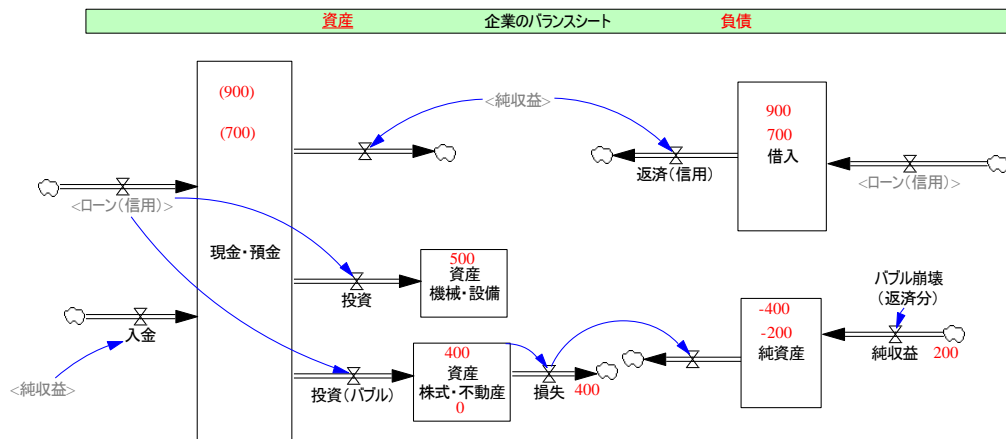 資産 企業のバランスシート 負債
(900)
(700)
<純収益>
900
700
借入
返済(信用)
<ローン(信用)>
<ローン(信用)>
現金・預金
投資
500
資産
機械・設備
入金
<純収益>
投資(バブル)
400
資産
株式・不動産
0
損失
400
-400
-200
純資産
バブル崩壊
(返済分)
純収益
200